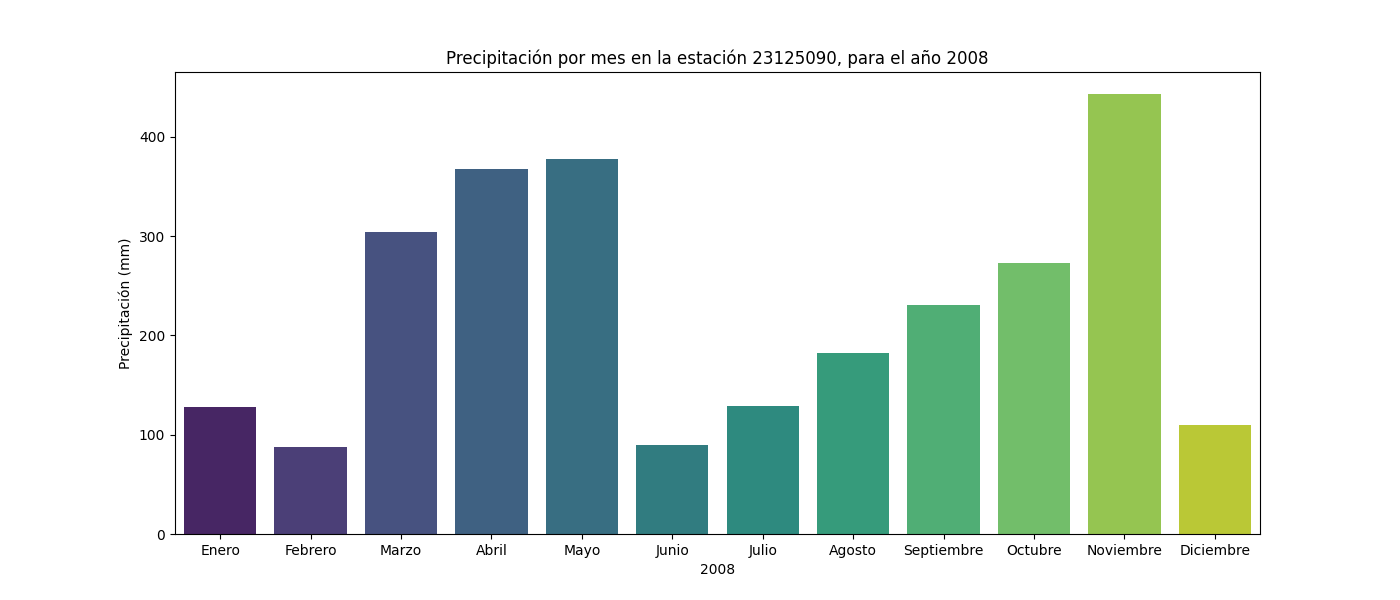 Precipitación por mes en la estación 23125090, para el año 2008
Precipitación (mm)
400
300
200
100
0
Enero Febrero Marzo Abril Mayo Junio Julio Agosto Septiembre Octubre Noviembre Diciembre
2008